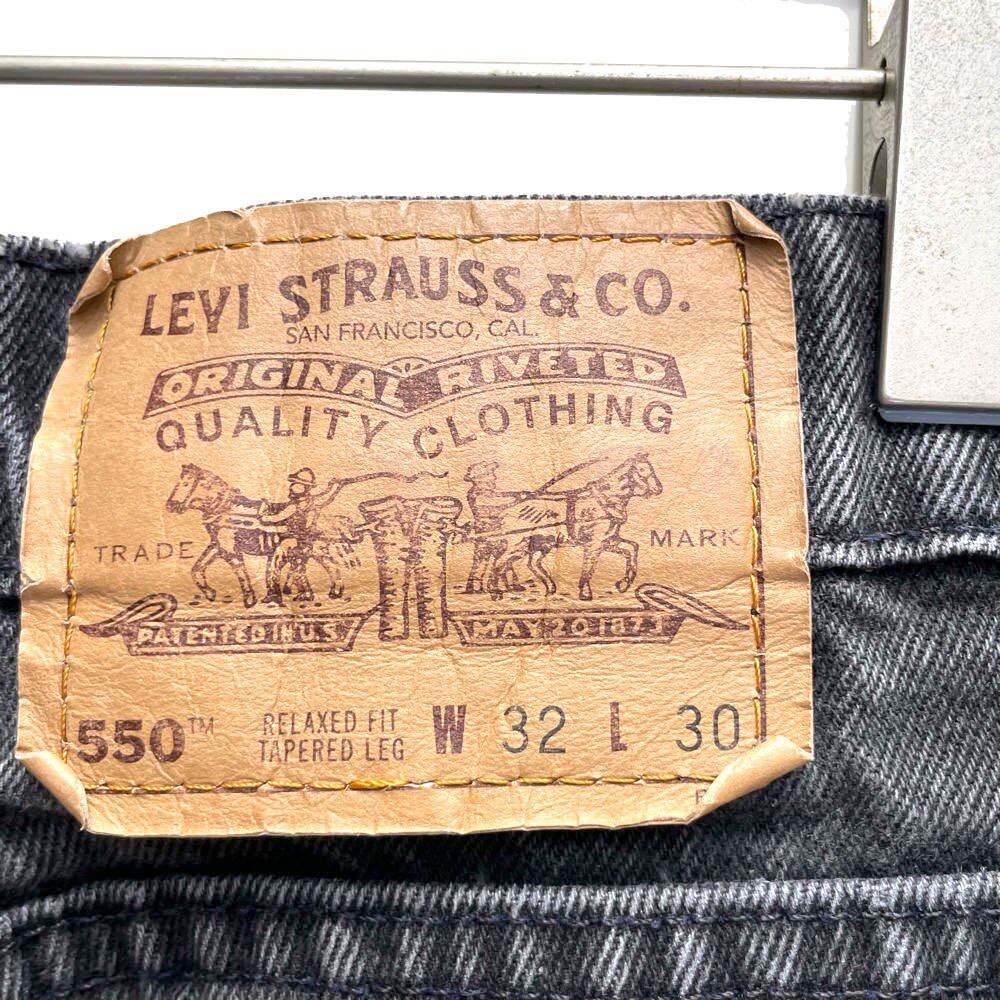 LEVI STRAUSS & CO.
SAN FRANCISCO, CAL.
ORIGINAL RIVETED
QUALITY CLOTHING
TRADE MARK
PATENTED IN U.S. MAY 20 1873
550™ RELAXED FIT TAPERED LEG W 32 L 30